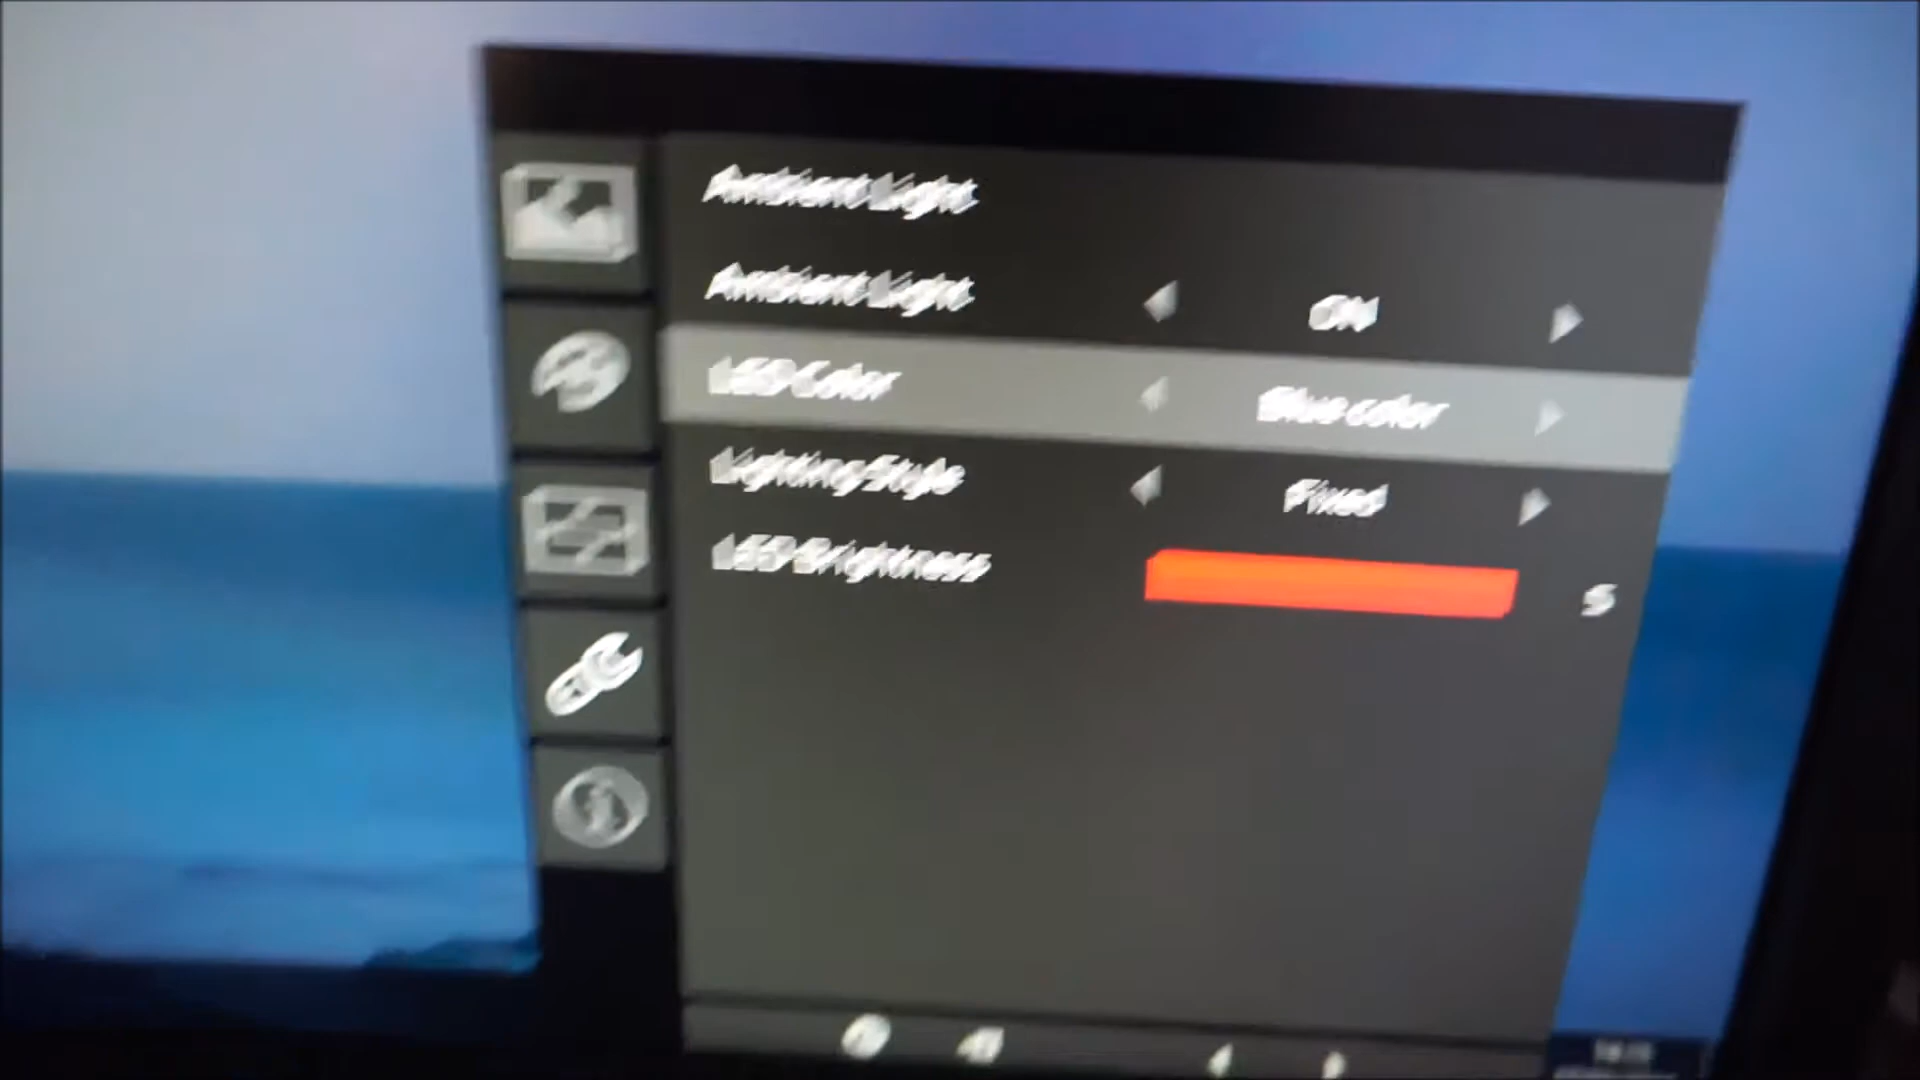 Ambient Light
Ambient Light ON
LED Color Blue color
Lighting Style Fixed
LED Brightness 5